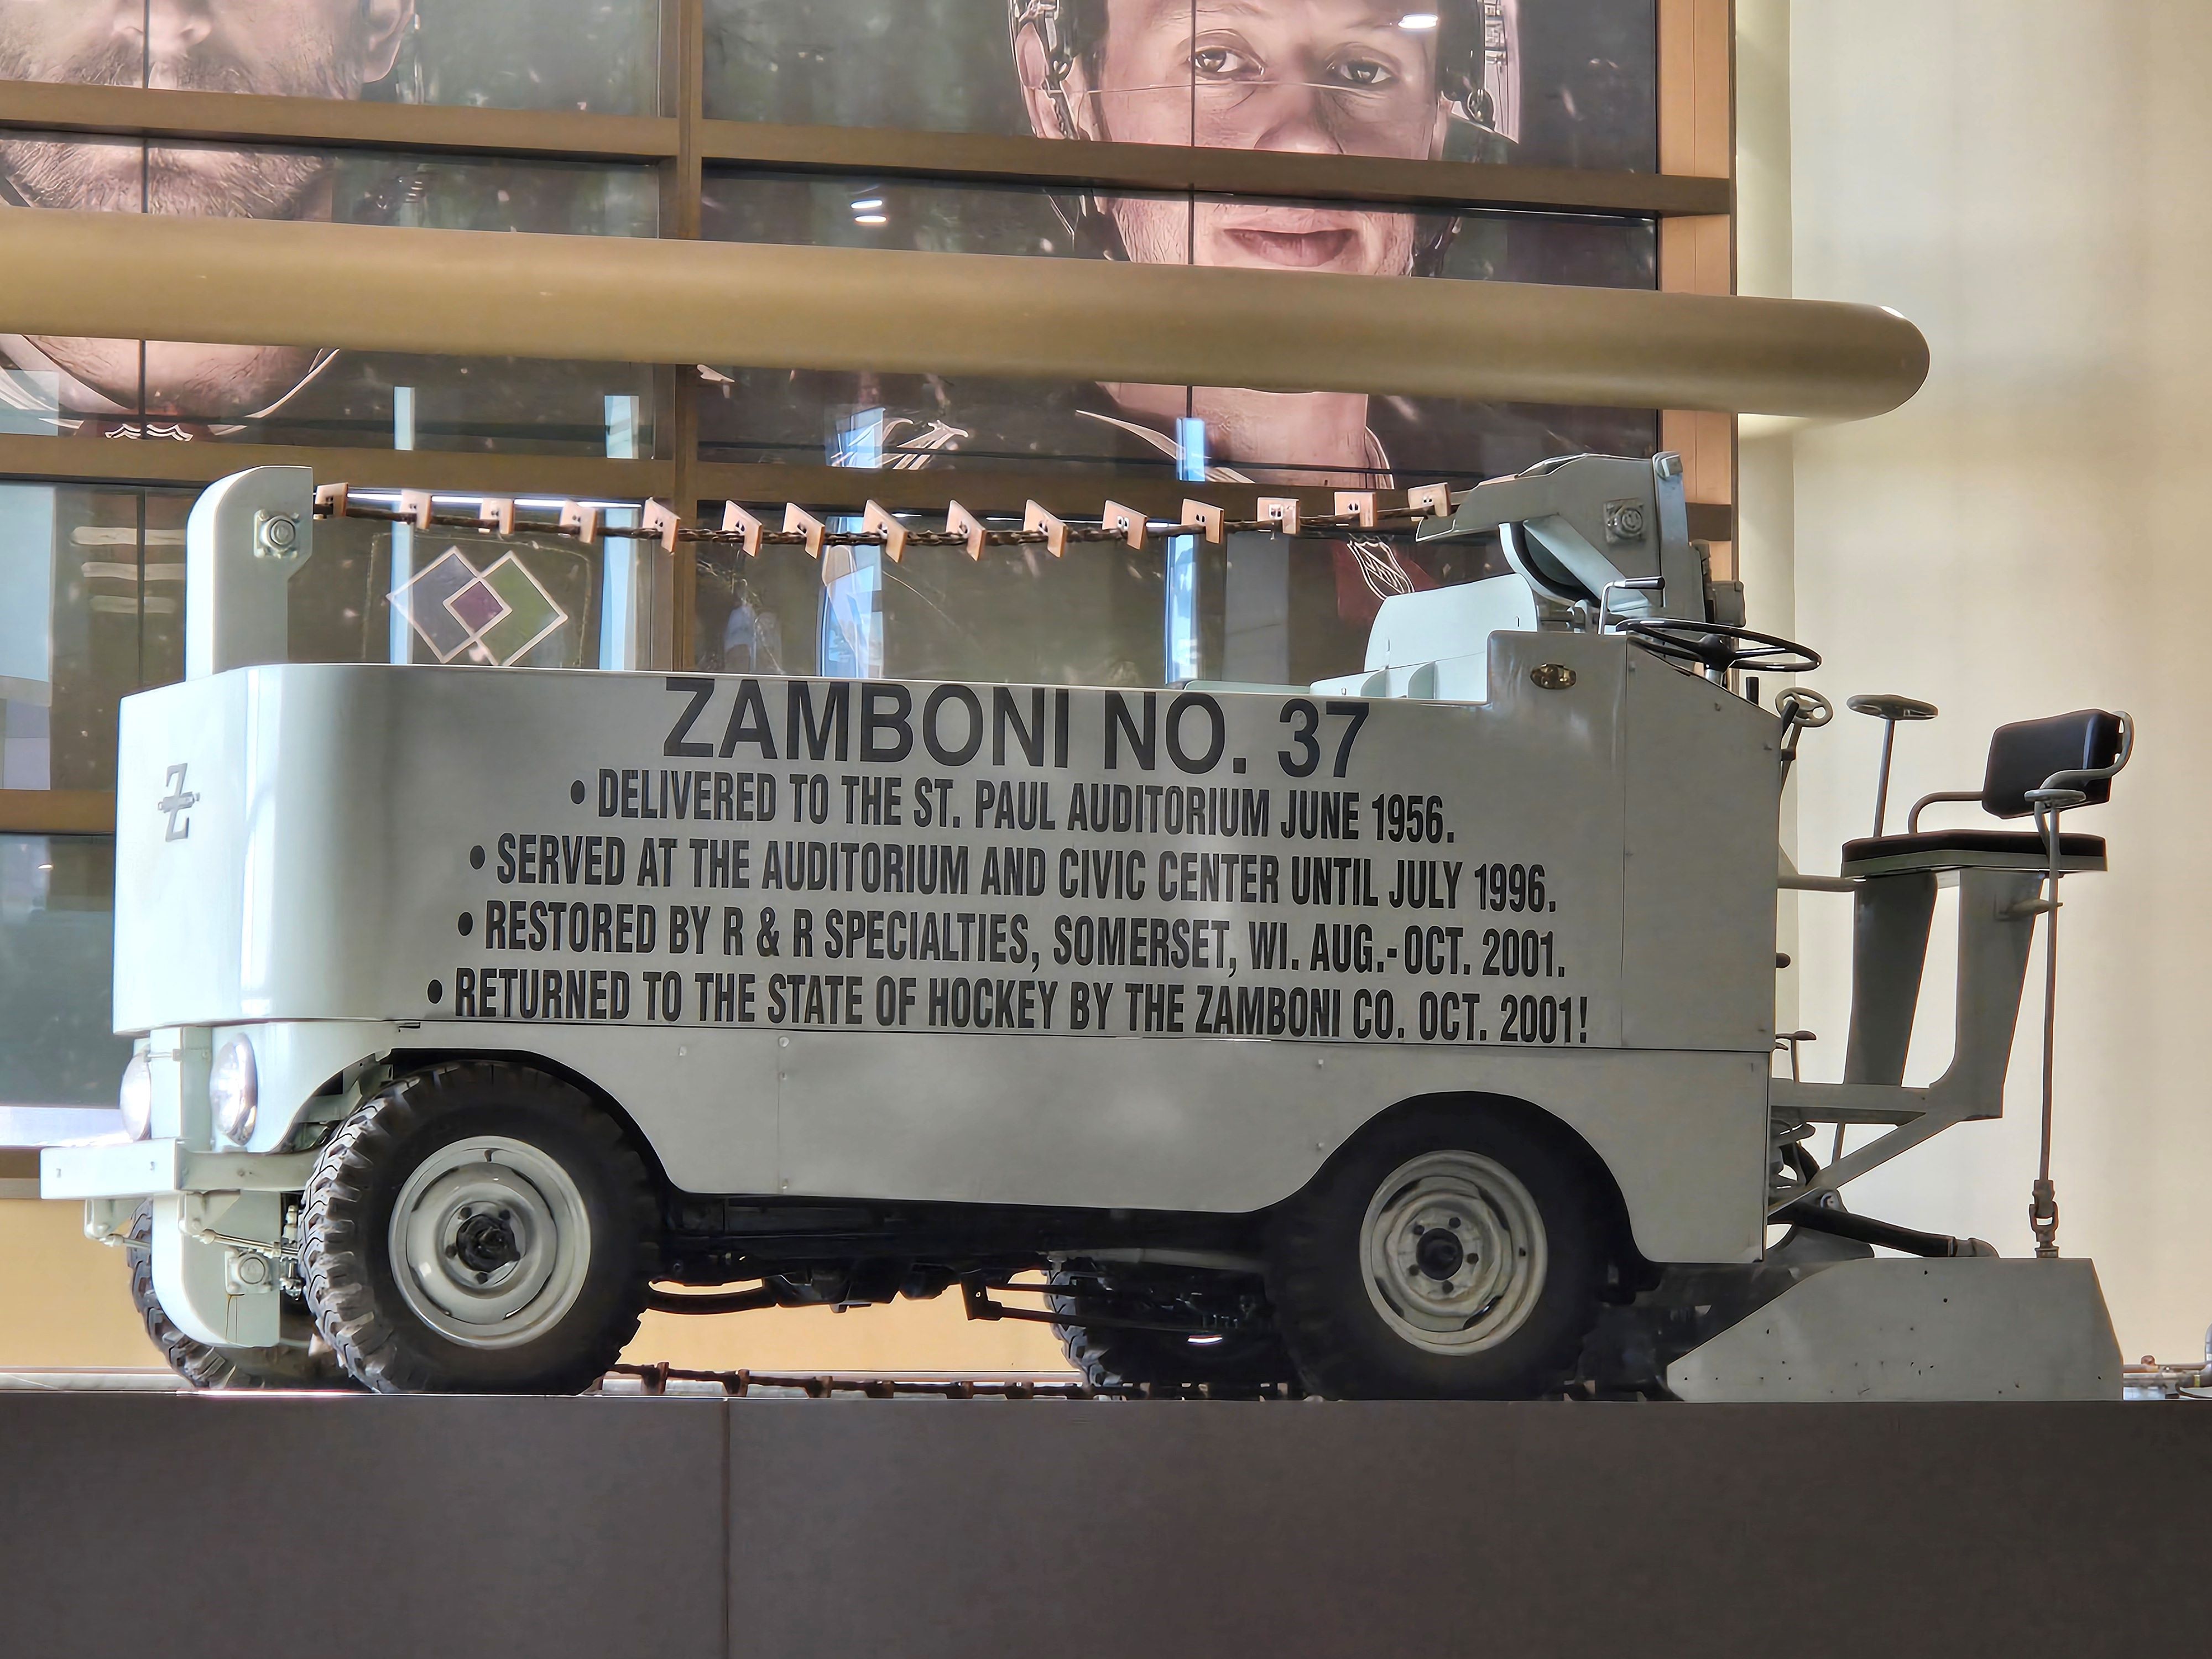 ZAMBONI NO. 37
• DELIVERED TO THE ST. PAUL AUDITORIUM JUNE 1956.
• SERVED AT THE AUDITORIUM AND CIVIC CENTER UNTIL JULY 1996.
• RESTORED BY R & R SPECIALTIES, SOMERSET, WI. AUG.-OCT. 2001.
• RETURNED TO THE STATE OF HOCKEY BY THE ZAMBONI CO. OCT. 2001!
Z